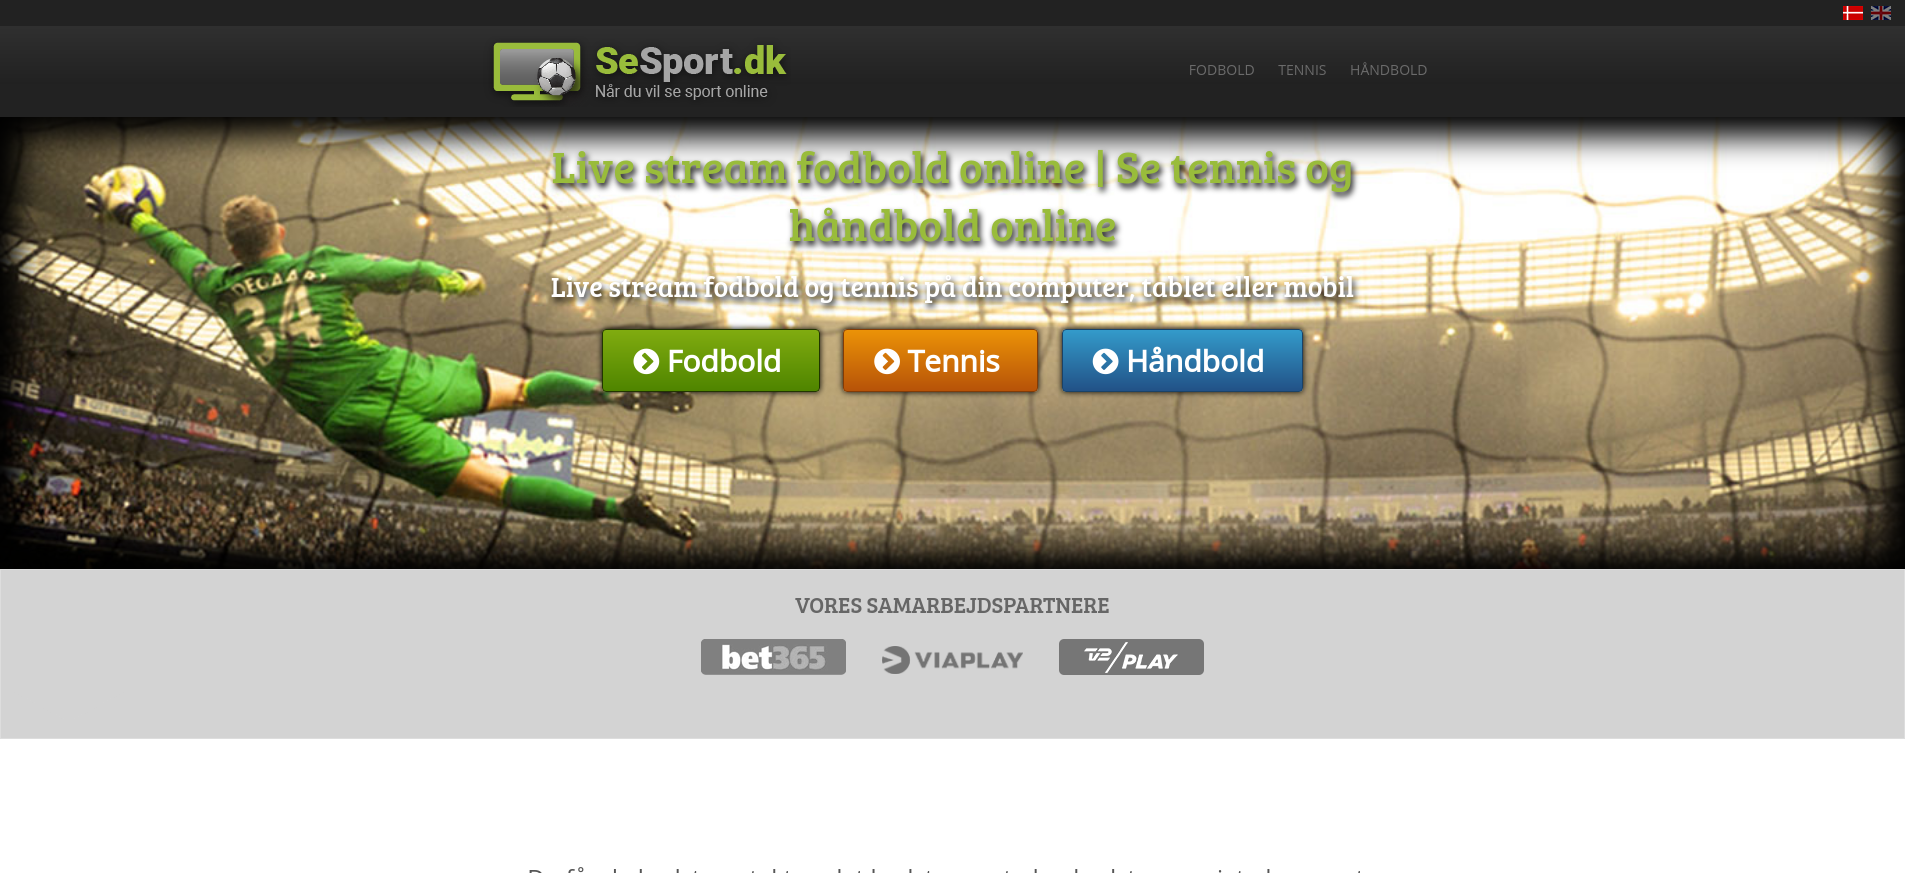 SeSport.dk
Når du vil se sport online
FODBOLD TENNIS HÅNDBOLD
Live stream fodbold online | Se tennis og
håndbold online
Live stream fodbold og tennis på din computer, tablet eller mobil
Fodbold Tennis Håndbold
34
VORES SAMARBEJDSPARTNERE
bet365 VIAPLAY TV2/PLAY